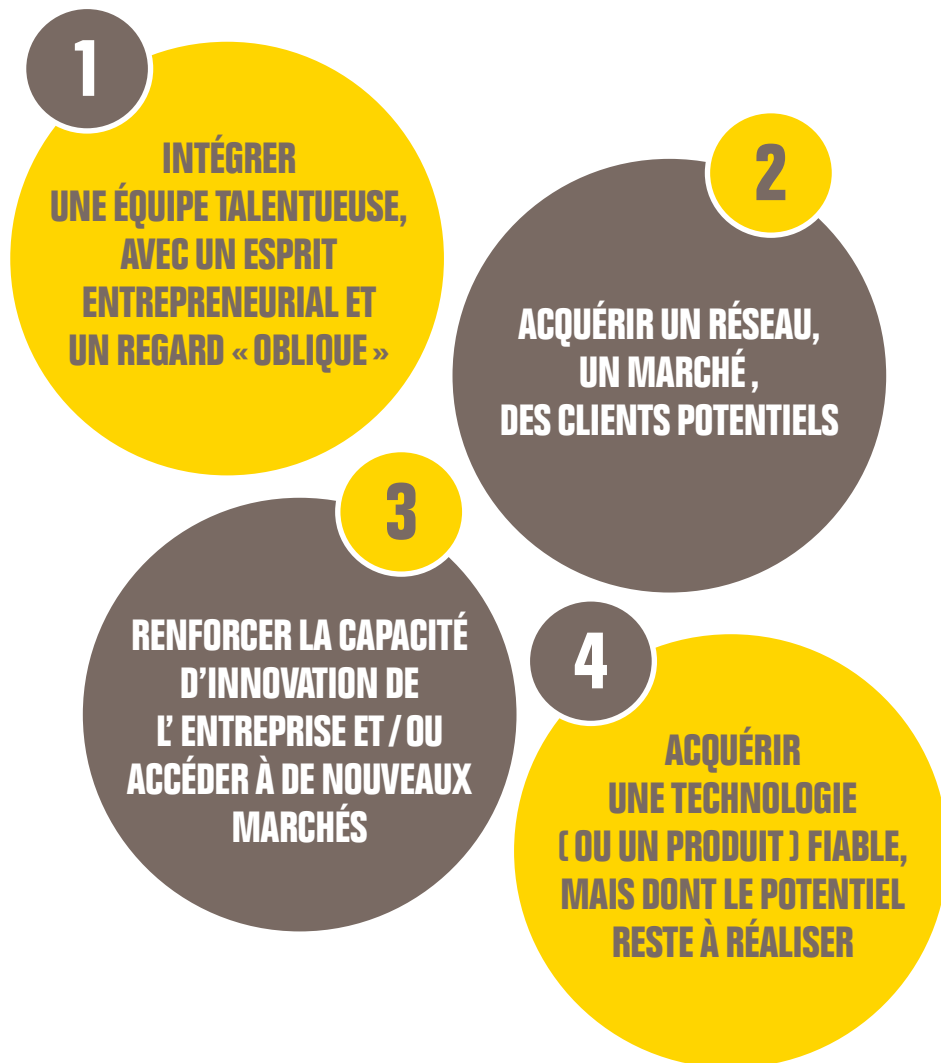 1
INTÉGRER
UNE ÉQUIPE TALENTUEUSE,
AVEC UN ESPRIT
ENTREPRENEURIAL ET
UN REGARD « OBLIQUE »
2
ACQUÉRIR UN RÉSEAU,
UN MARCHÉ ,
DES CLIENTS POTENTIELS
3
RENFORCER LA CAPACITÉ
D’INNOVATION DE
L’ ENTREPRISE ET / OU
ACCÉDER À DE NOUVEAUX
MARCHÉS
4
ACQUÉRIR
UNE TECHNOLOGIE
( OU UN PRODUIT ) FIABLE,
MAIS DONT LE POTENTIEL
RESTE À RÉALISER